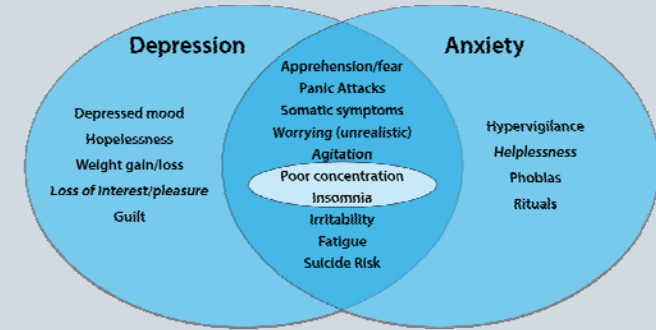 Depression
Anxiety
Depressed mood
Hopelessness
Weight gain/loss
Loss of interest/pleasure
Guilt
Apprehension/fear
Panic Attacks
Somatic symptoms
Worrying (unrealistic)
Agitation
Poor concentration
Insomnia
Irritability
Fatigue
Suicide Risk
Hypervigilance
Helplessness
Phobias
Rituals